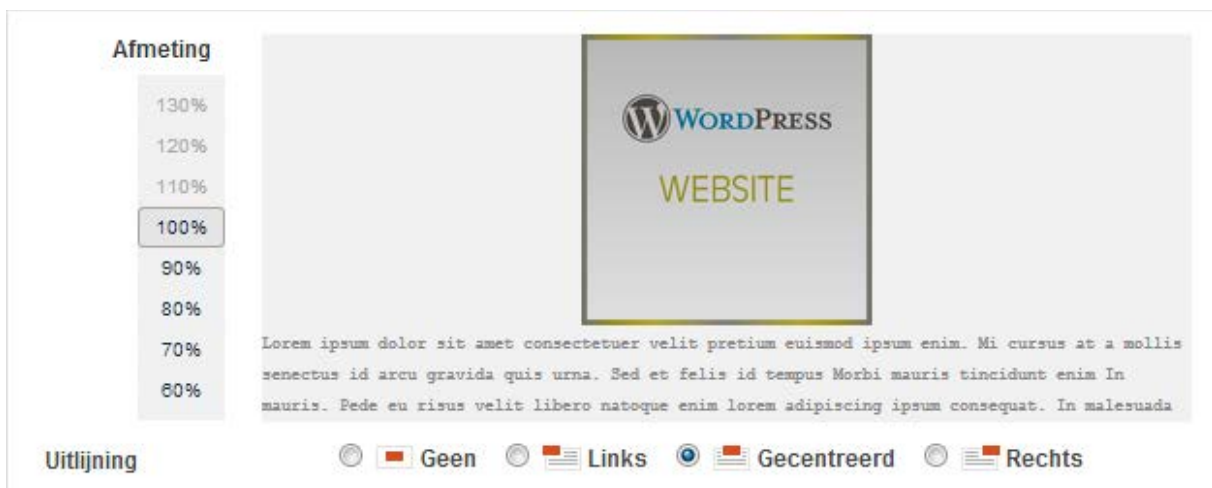 Afmeting
130%
120%
110%
100%
90%
80%
70%
60%
WORDPRESS
WEBSITE
Lorem ipsum dolor sit amet consectetuer velit pretium euismod ipsum enim. Mi cursus at a mollis
senectus id arcu gravida quis urna. Sed et felis id tempus Morbi mauris tincidunt enim In
mauris. Pede eu risus velit libero natoque enim lorem adipiscing ipsum consequat. In malesuada
Uitlijning Geen Links Gecentreerd Rechts